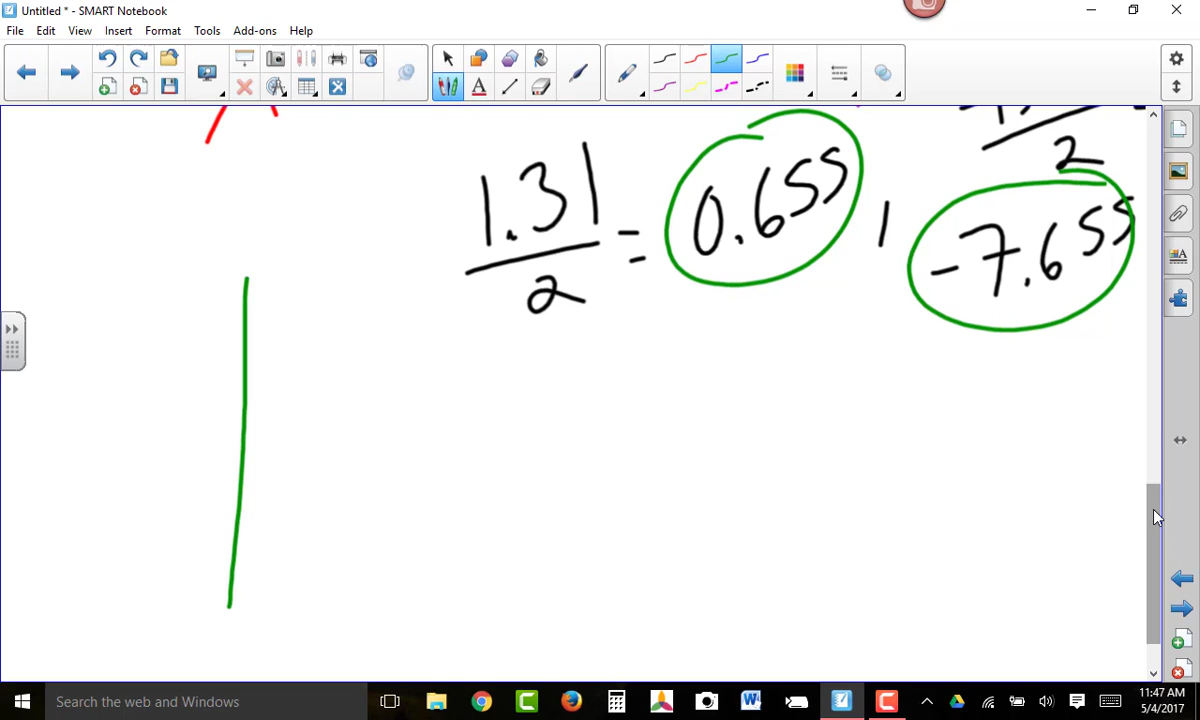 Untitled * - SMART Notebook
File Edit View Insert Format Tools Add-ons Help
1.31
2
= 0.655 , -7.655
2
Search the web and Windows
11:47 AM
5/4/2017